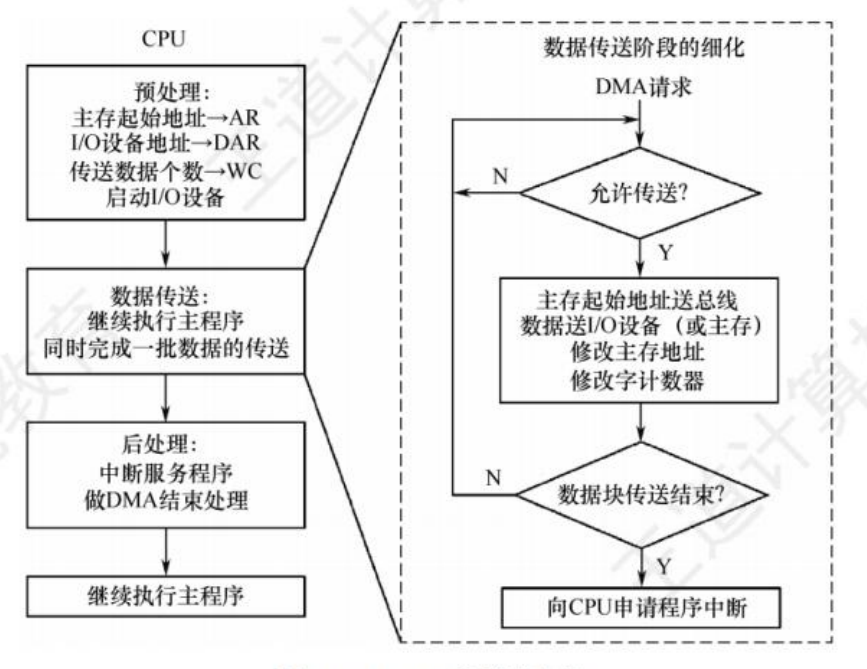 CPU
预处理：
主存起始地址→AR
I/O设备地址→DAR
传送数据个数→WC
启动I/O设备
数据传送：
继续执行主程序
同时完成一批数据的传送
后处理：
中断服务程序
做DMA结束处理
继续执行主程序
数据传送阶段的细化
DMA请求
允许传送？
N
Y
主存起始地址送总线
数据送I/O设备（或主存）
修改主存地址
修改字计数器
数据块传送结束？
N
Y
向CPU申请程序中断